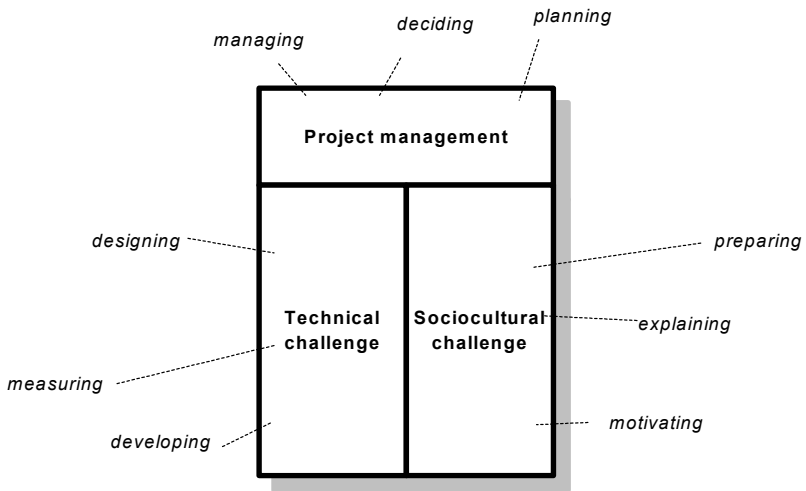 planning
deciding
managing
Project management
designing
preparing
Technical
challenge
Sociocultural
challenge
explaining
measuring
developing
motivating